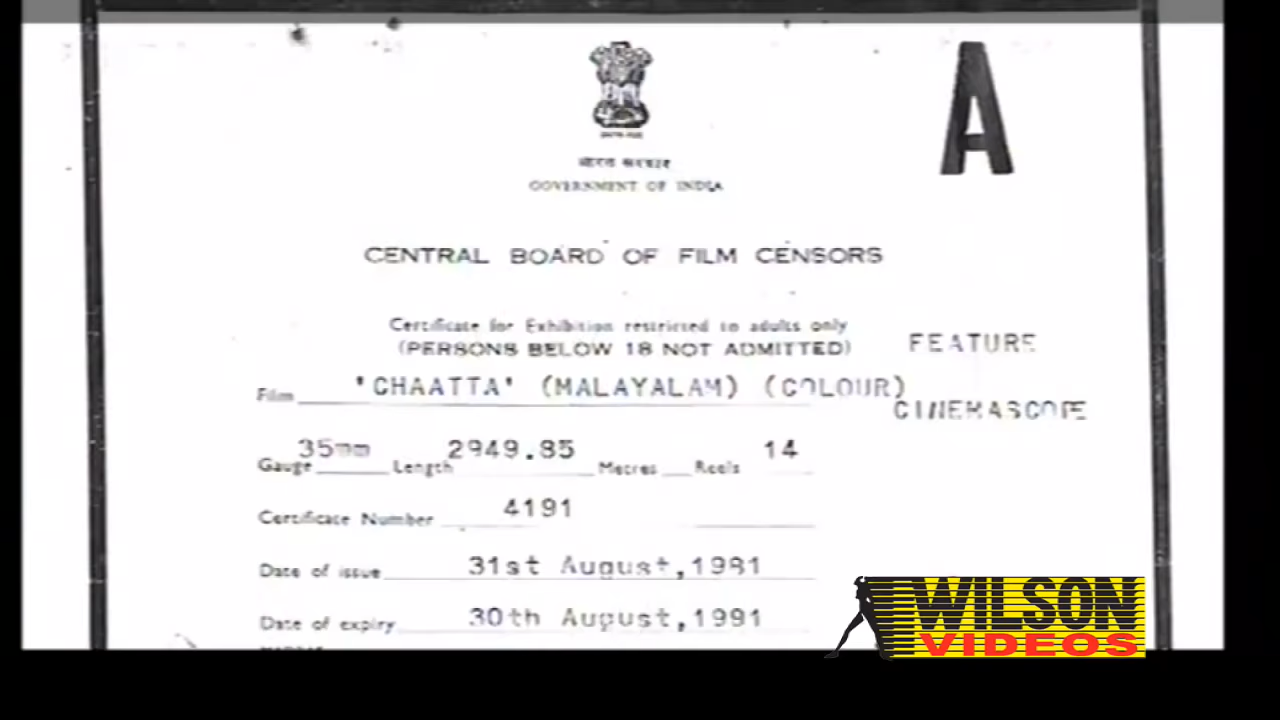 A
भारत सरकार
GOVERNMENT OF INDIA
CENTRAL BOARD OF FILM CENSORS
Certificate for Exhibition restricted to adults only
(PERSONS BELOW 18 NOT ADMITTED)
FEATURE
Film 'CHAATTA' (MALAYALAM) (COLOUR)
CINEMASCOPE
Gauge 35mm Length 2949.85 Metres Reels 14
Certificate Number 4191
Date of issue 31st August,1981
Date of expiry 30th August,1991
WILSON
VIDEOS